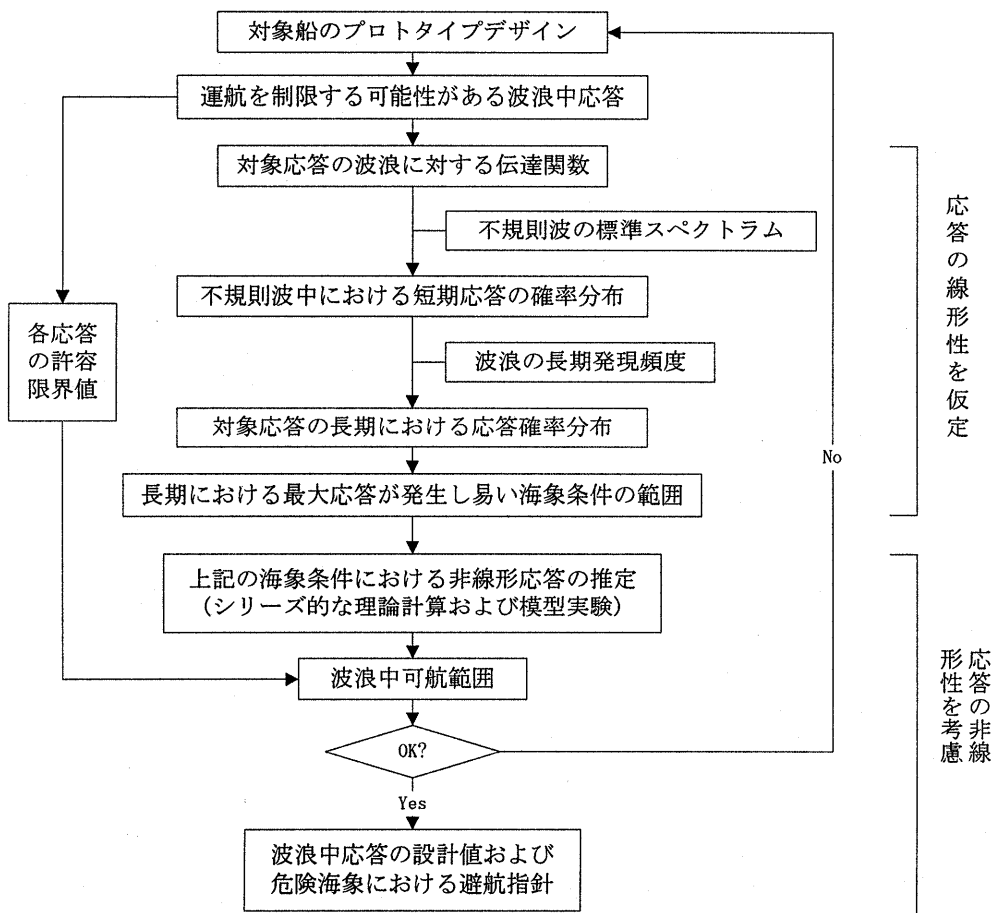 対象船のプロトタイプデザイン
運航を制限する可能性がある波浪中応答
対象応答の波浪に対する伝達関数
不規則波の標準スペクトラム
不規則波中における短期応答の確率分布
波浪の長期発現頻度
各応答
の許容
限界値
対象応答の長期における応答確率分布
長期における最大応答が発生し易い海象条件の範囲
応答の線形性を仮定
No
上記の海象条件における非線形応答の推定
(シリーズ的な理論計算および模型実験)
波浪中可航範囲
OK?
Yes
波浪中応答の設計値および
危険海象における避航指針
応答の非線
形性を考慮